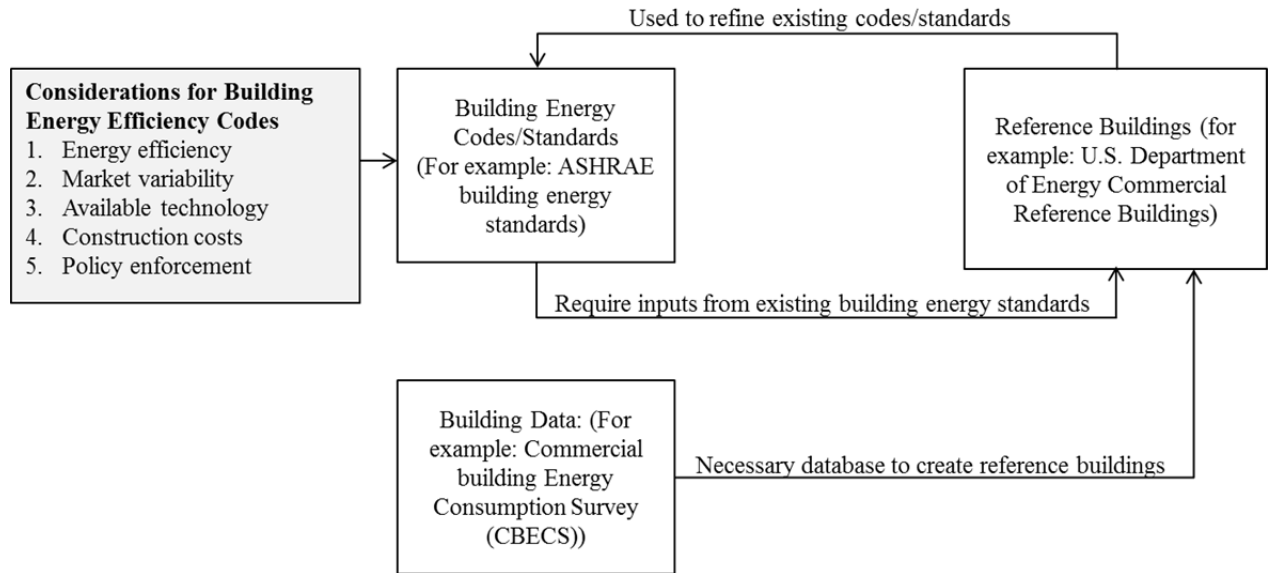 Used to refine existing codes/standards
Considerations for Building
Energy Efficiency Codes
1. Energy efficiency
2. Market variability
3. Available technology
4. Construction costs
5. Policy enforcement
Building Energy
Codes/Standards
(For example: ASHRAE
building energy
standards)
Reference Buildings (for
example: U.S. Department
of Energy Commercial
Reference Buildings)
Require inputs from existing building energy standards
Building Data: (For
example: Commercial
building Energy
Consumption Survey
(CBECS))
Necessary database to create reference buildings